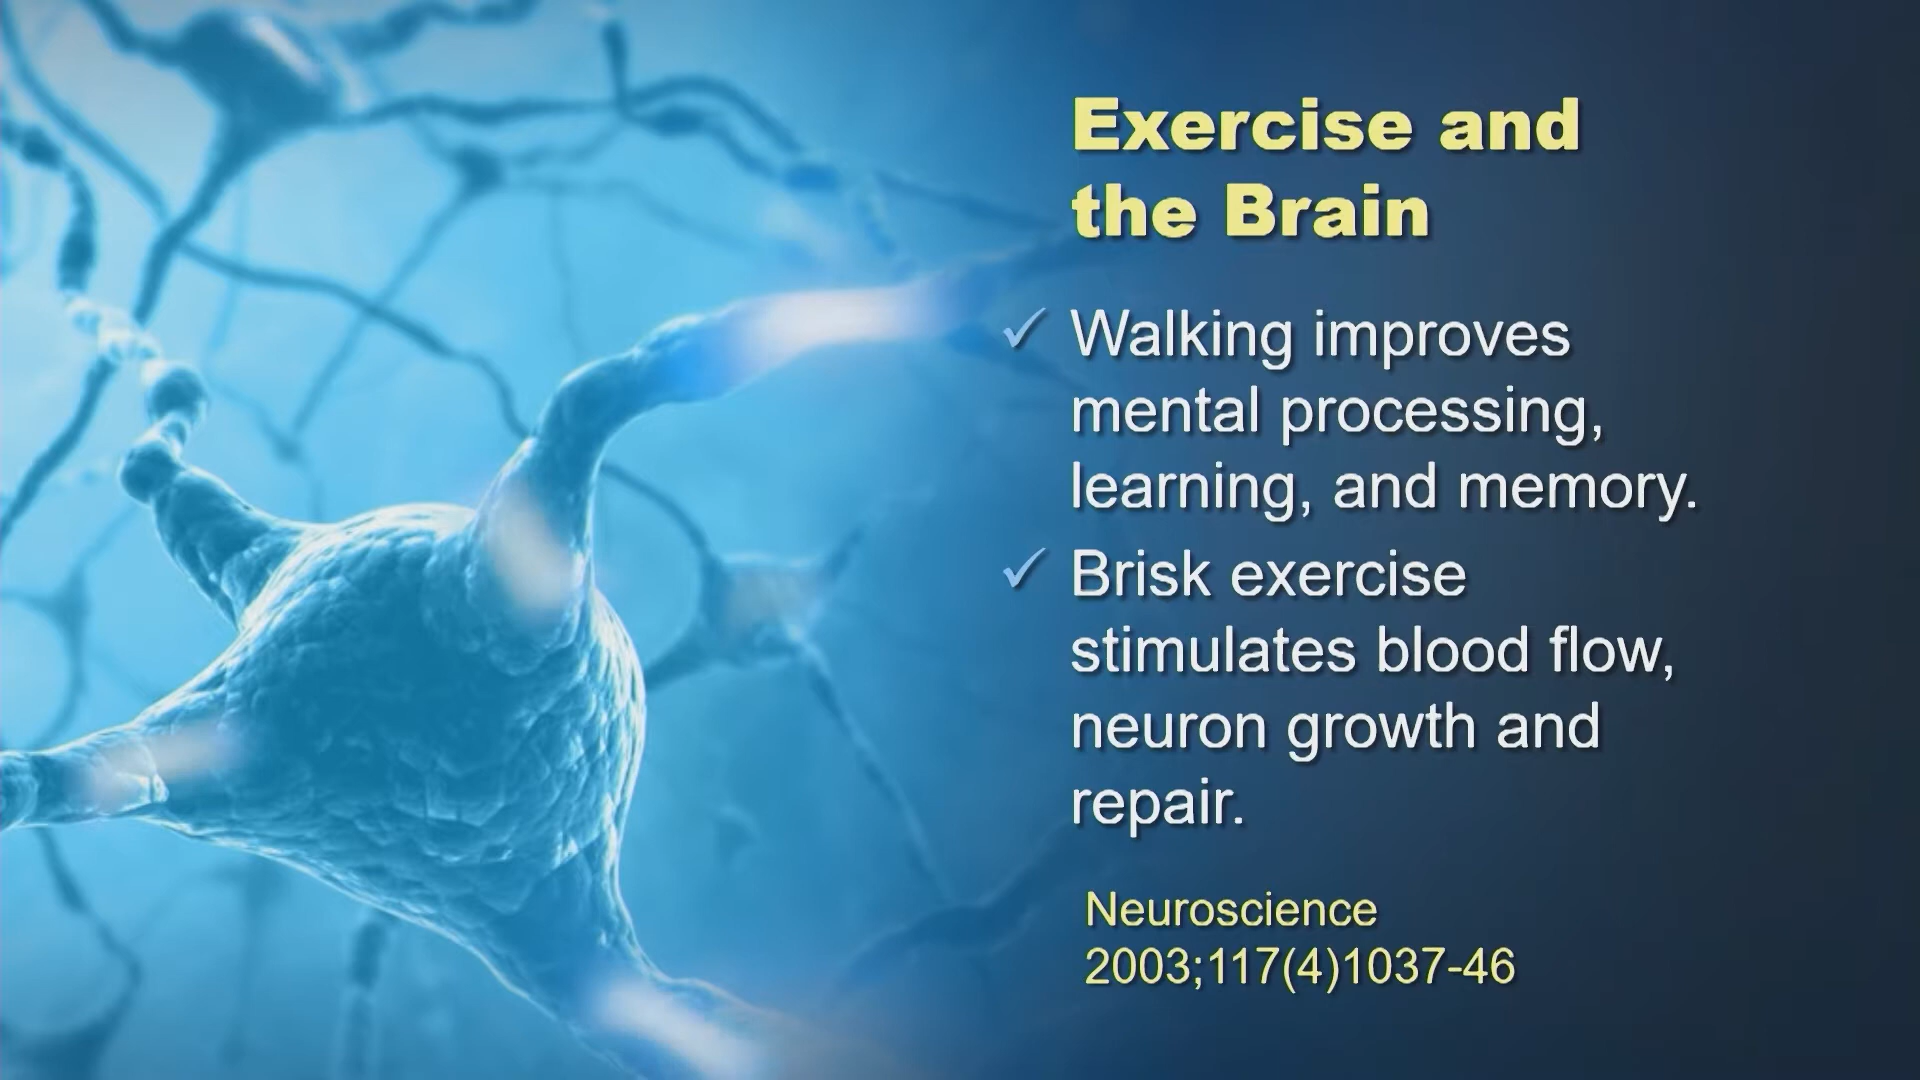 Exercise and
the Brain
✓ Walking improves
mental processing,
learning, and memory.
✓ Brisk exercise
stimulates blood flow,
neuron growth and
repair.
Neuroscience
2003;117(4)1037-46